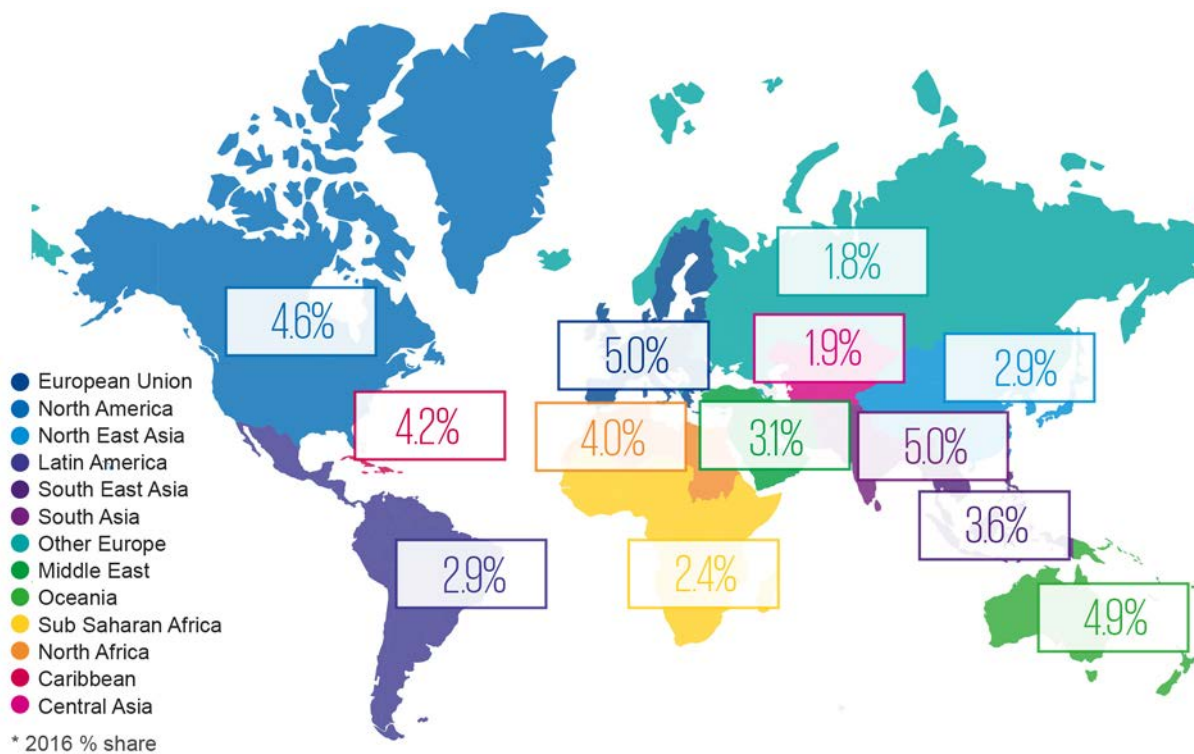 1.8%
4.6%
5.0%
1.9%
2.9%
4.2%
4.0%
3.1%
5.0%
3.6%
2.9%
2.4%
4.9%
European Union
North America
North East Asia
Latin America
South East Asia
South Asia
Other Europe
Middle East
Oceania
Sub Saharan Africa
North Africa
Caribbean
Central Asia
* 2016 % share